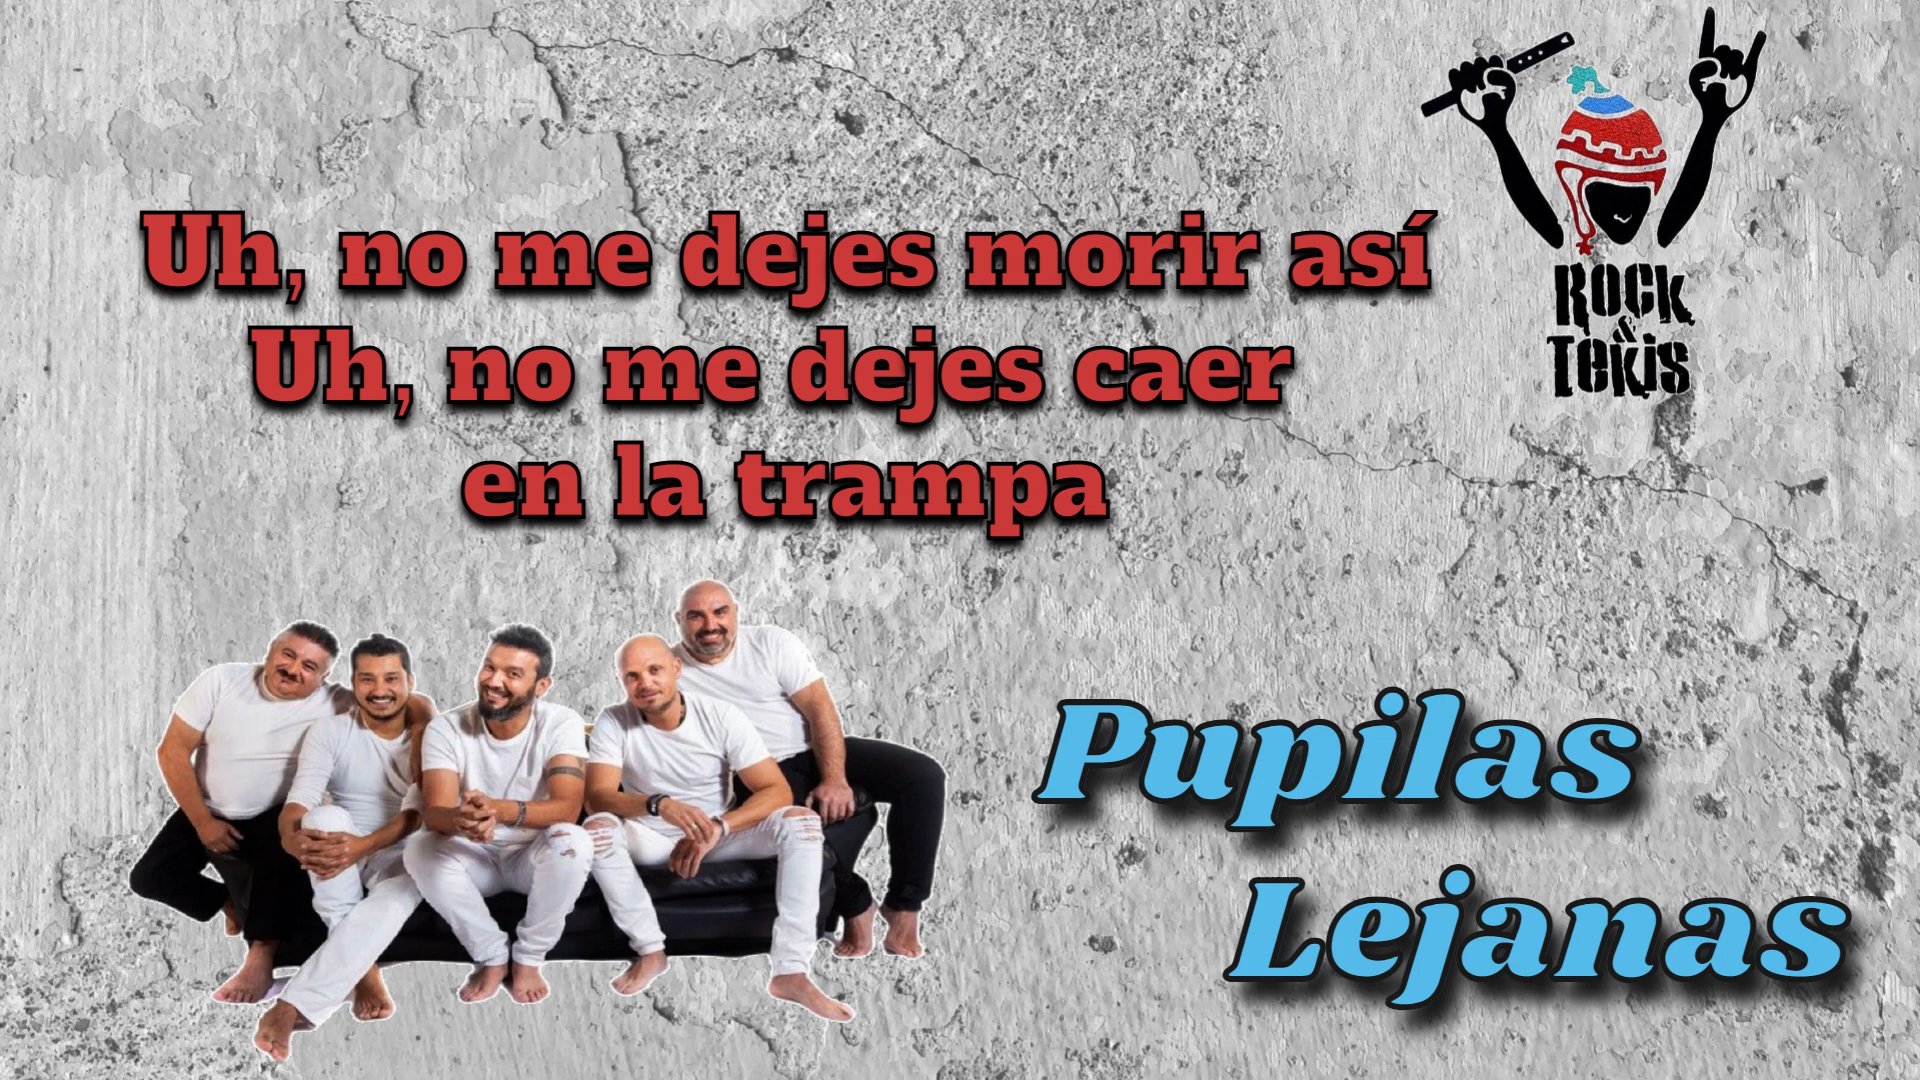 Uh, no me dejes morir así
Uh, no me dejes caer
en la trampa
ROCK
&
TEKIS
Pupilas
Lejanas